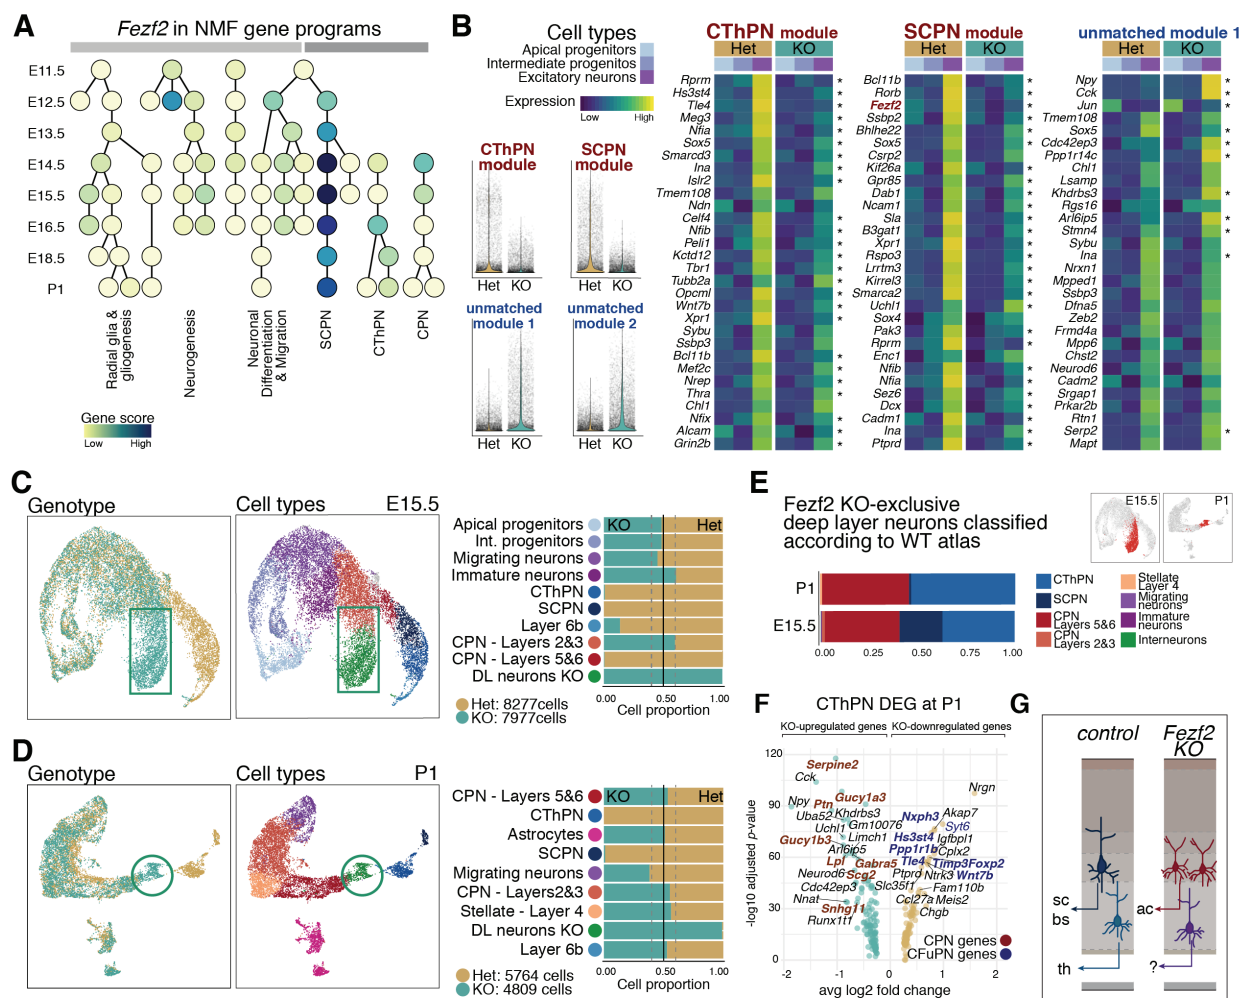 A
Fezf2 in NMF gene programs
E11.5
E12.5
E13.5
E14.5
E15.5
E16.5
E18.5
P1
Radial glia &
gliogenesis
Neurogenesis
Neuronal
Differentiation
& Migration
SCPN
CThPN
CPN
Gene score
Low High
B
Cell types
Apical progenitors
Intermediate progenitos
Excitatory neurons
Expression
Low High
CThPN
module
SCPN
module
Het KO
Het KO
unmatched
module 1
unmatched
module 2
Het KO
Het KO
CThPN module
Het KO
Rprm *
Hs3st4 *
Tle4 *
Meg3 *
Nfia *
Sox5 *
Smarcd3 *
Ina *
Islr2 *
Tmem108
Ndn
Celf4 *
Nfib *
Peli1 *
Kctd12 *
Tbr1 *
Tubb2a *
Opcml *
Wnt7b *
Xpr1 *
Sybu
Ssbp3
Bcl11b *
Mef2c *
Nrep *
Thra *
Chl1
Nfix *
Alcam *
Grin2b *
SCPN module
Het KO
Bcl11b *
Rorb *
Fezf2 *
Ssbp2 *
Bhlhe22 *
Sox5 *
Csrp2 *
Kif26a *
Gpr85 *
Dab1 *
Ncam1 *
Sla *
B3gat1 *
Xpr1 *
Rspo3 *
Lrrtm3 *
Kirrel3 *
Smarca2 *
Uchl1 *
Sox4
Pak3
Rprm *
Enc1
Nfib *
Nfia *
Sez6 *
Dcx *
Cadm1 *
Ina *
Ptprd *
unmatched module 1
Het KO
Npy *
Cck *
Jun *
Tmem108
Sox5 *
Cdc42ep3 *
Ppp1r14c *
Chl1
Lsamp
Khdrbs3 *
Rgs16
Arl6ip5 *
Stmn4 *
Sybu
Ina *
Nrxn1
Mpped1
Ssbp3
Dfna5
Zeb2
Frmd4a
Mpp6
Chst2
Neurod6
Cadm2
Srgap1
Prkar2b
Rtn1
Serp2 *
Mapt
C
Genotype
Cell types E15.5
KO Het
Apical progenitors
Int. progenitors
Migrating neurons
Immature neurons
CThPN
SCPN
Layer 6b
CPN - Layers 2&3
CPN - Layers 5&6
DL neurons KO
0.00 0.50 1.00
Cell proportion
Het: 8277cells
KO: 7977cells
D
Genotype
Cell types P1
KO Het
CPN - Layers 5&6
CThPN
Astrocytes
SCPN
Migrating neurons
CPN - Layers2&3
Stellate - Layer 4
DL neurons KO
Layer 6b
0.00 0.50 1.00
Cell proportion
Het: 5764 cells
KO: 4809 cells
E
Fezf2 KO-exclusive
deep layer neurons classified
according to WT atlas
E15.5
P1
P1
E15.5
0.00 0.25 0.50 0.75 1.00
CThPN
SCPN
CPN
Layers 5&6
CPN
Layers 2&3
Stellate
Layer 4
Migrating
neurons
Immature
neurons
Interneurons
F
CThPN DEG at P1
KO-upregulated genes KO-downregulated genes
-log10 adjusted p-value
120
90
60
30
0
-2 -1 0 1 2
avg log2 fold change
Serpine2
Cck
Nrgn
Npy
Ptn
Gucy1a3
Uba52
Khdrbs3
Nxph3
Akap7
Uchl1
Gm10076
Syt6
Gucy1b3
Limch1
Hs3st4
Igfbpl1
Arl6ip5
Ppp1r1b
Cplx2
Lpl
Gabra5
Tle4
Timp3
Foxp2
Neurod6
Scg2
Ptprd
Ntrk3
Wnt7b
Cdc42ep3
Slc35f1
Fam110b
Nnat
Ccl27a
Meis2
Snhg11
Chgb
Runx1t1
CPN genes
CFuPN genes
G
control
Fezf2
KO
sc
bs
th
ac
?